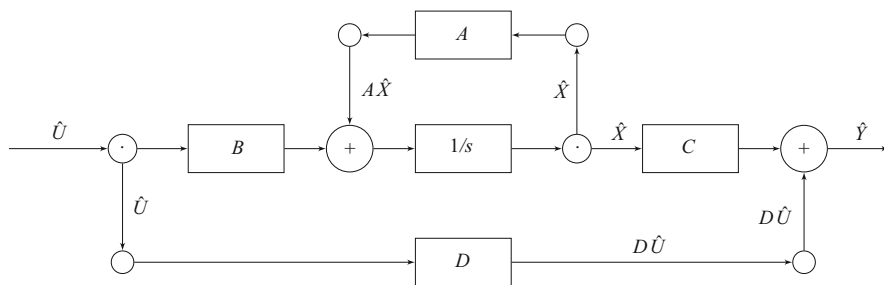 A
AX̂ X̂
Û B + 1/s X̂ C + Ŷ
Û DÛ
D DÛ